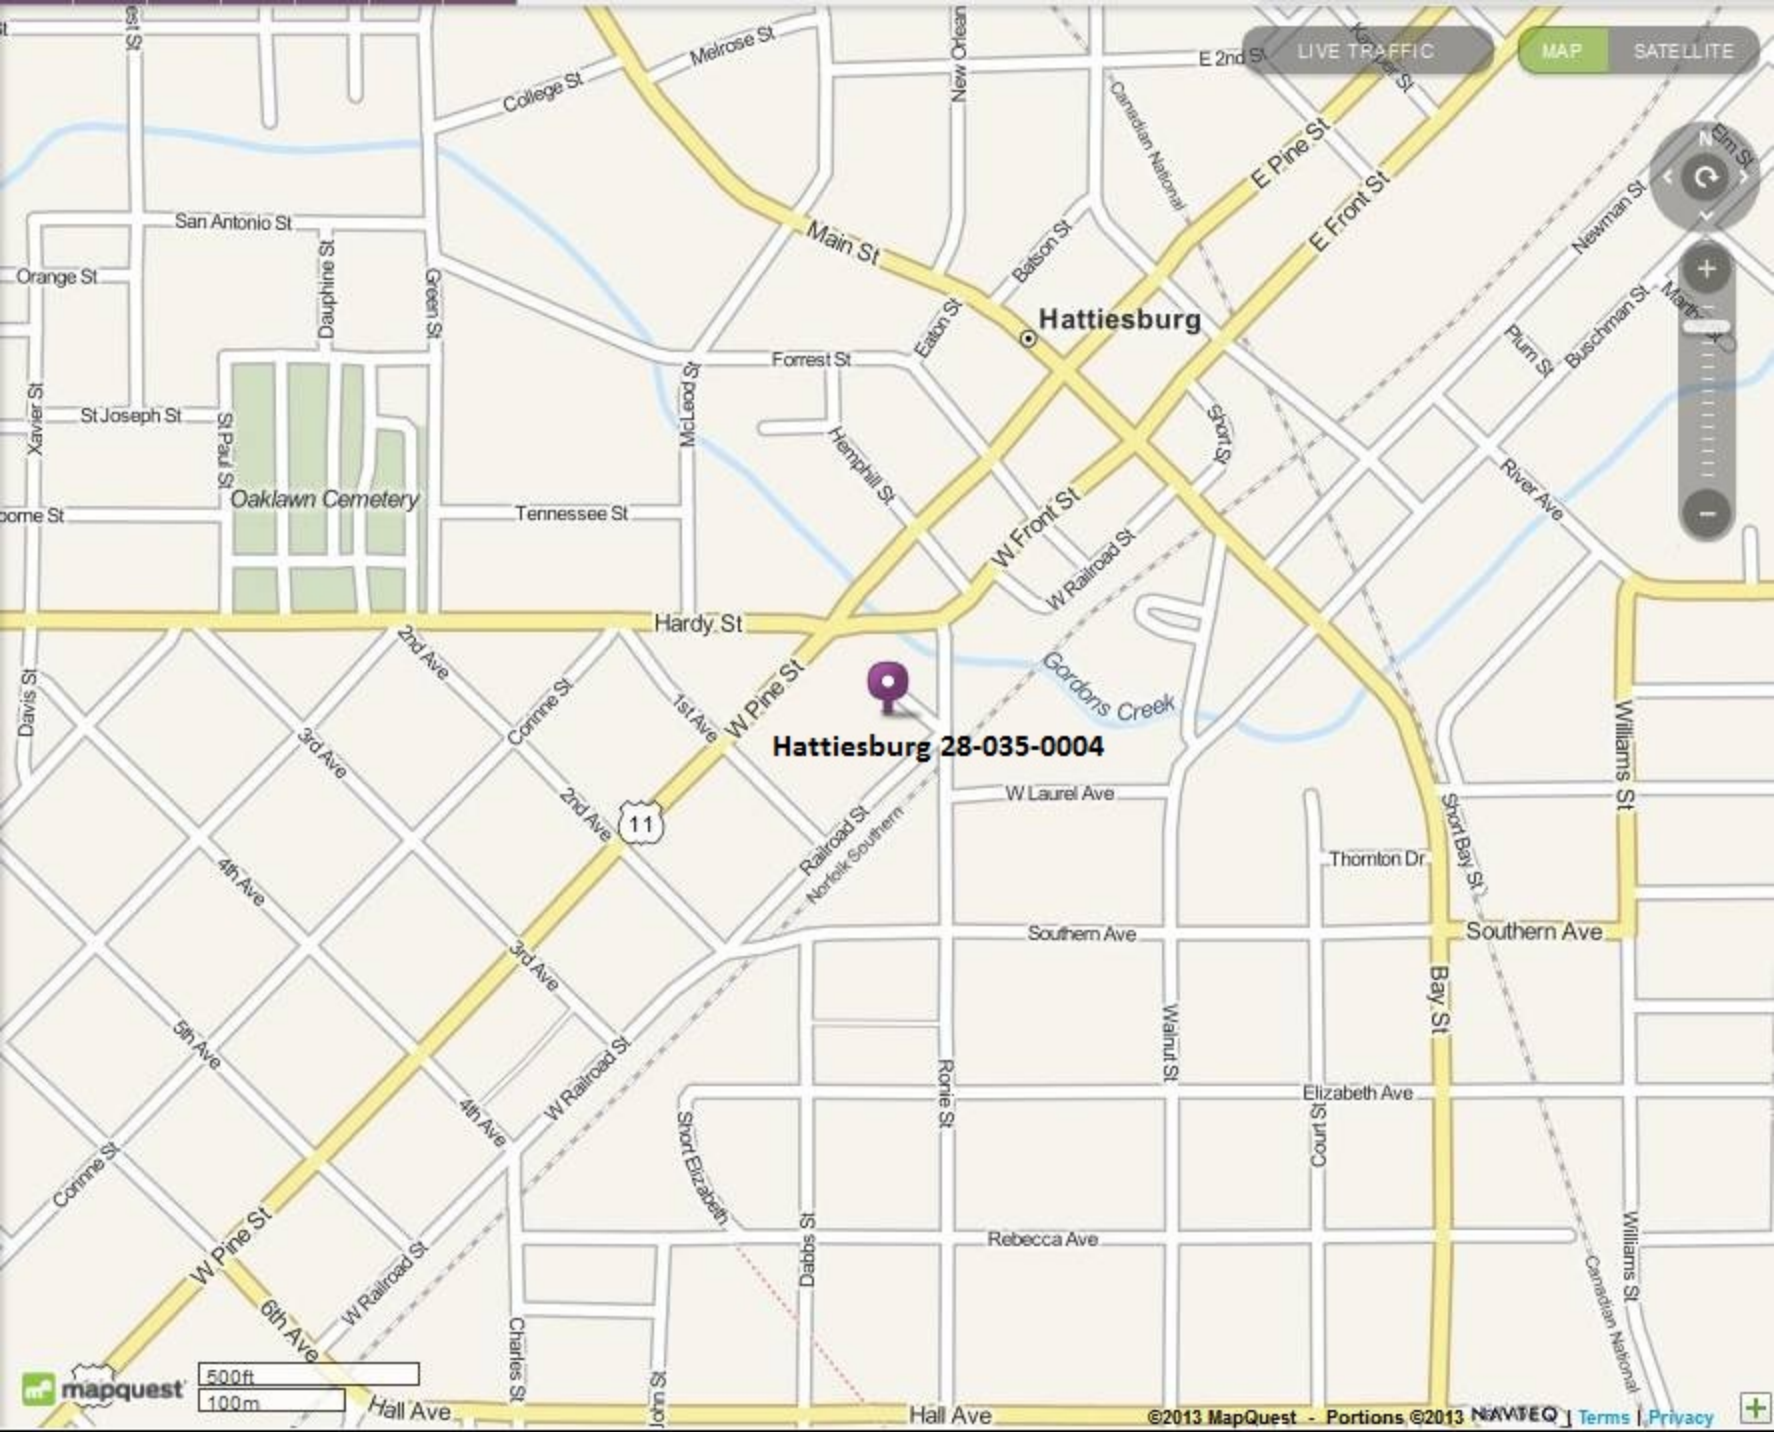 est St
College St
Melrose St
New Orlean
E 2nd St
LIVE TRAFFIC
MAP
SATELLITE
Canadian National
E Pine St
E Front St
Elm St
N
San Antonio St
Main St
Batson St
Newman St
Orange St
Dauphine St
Green St
Eaton St
Hattiesburg
Plum St
Buschman St
Forrest St
McLeod St
Xavier St
St Joseph St
St Paul St
Short St
Hemphill St
Oaklawn Cemetery
River Ave
borne St
Tennessee St
W Front St
W Railroad St
Hardy St
2nd Ave
Davis St
Corinne St
1st Ave
W Pine St
Gordons Creek
Williams St
3rd Ave
Hattiesburg 28-035-0004
2nd Ave
11
W Laurel Ave
Railroad St
Norfolk Southern
Short Bay St
Thornton Dr
4th Ave
3rd Ave
Southern Ave
Southern Ave
Bay St
5th Ave
Walnut St
W Railroad St
4th Ave
Ronie St
Elizabeth Ave
Court St
Short Elizabeth
Corinne St
W Pine St
W Railroad St
Dabbs St
Rebecca Ave
Williams St
Canadian National
6th Ave
Charles St
John St
mapquest
500ft
100m
Hall Ave
Hall Ave
©2013 MapQuest - Portions ©2013 NAVTEQ | Terms | Privacy